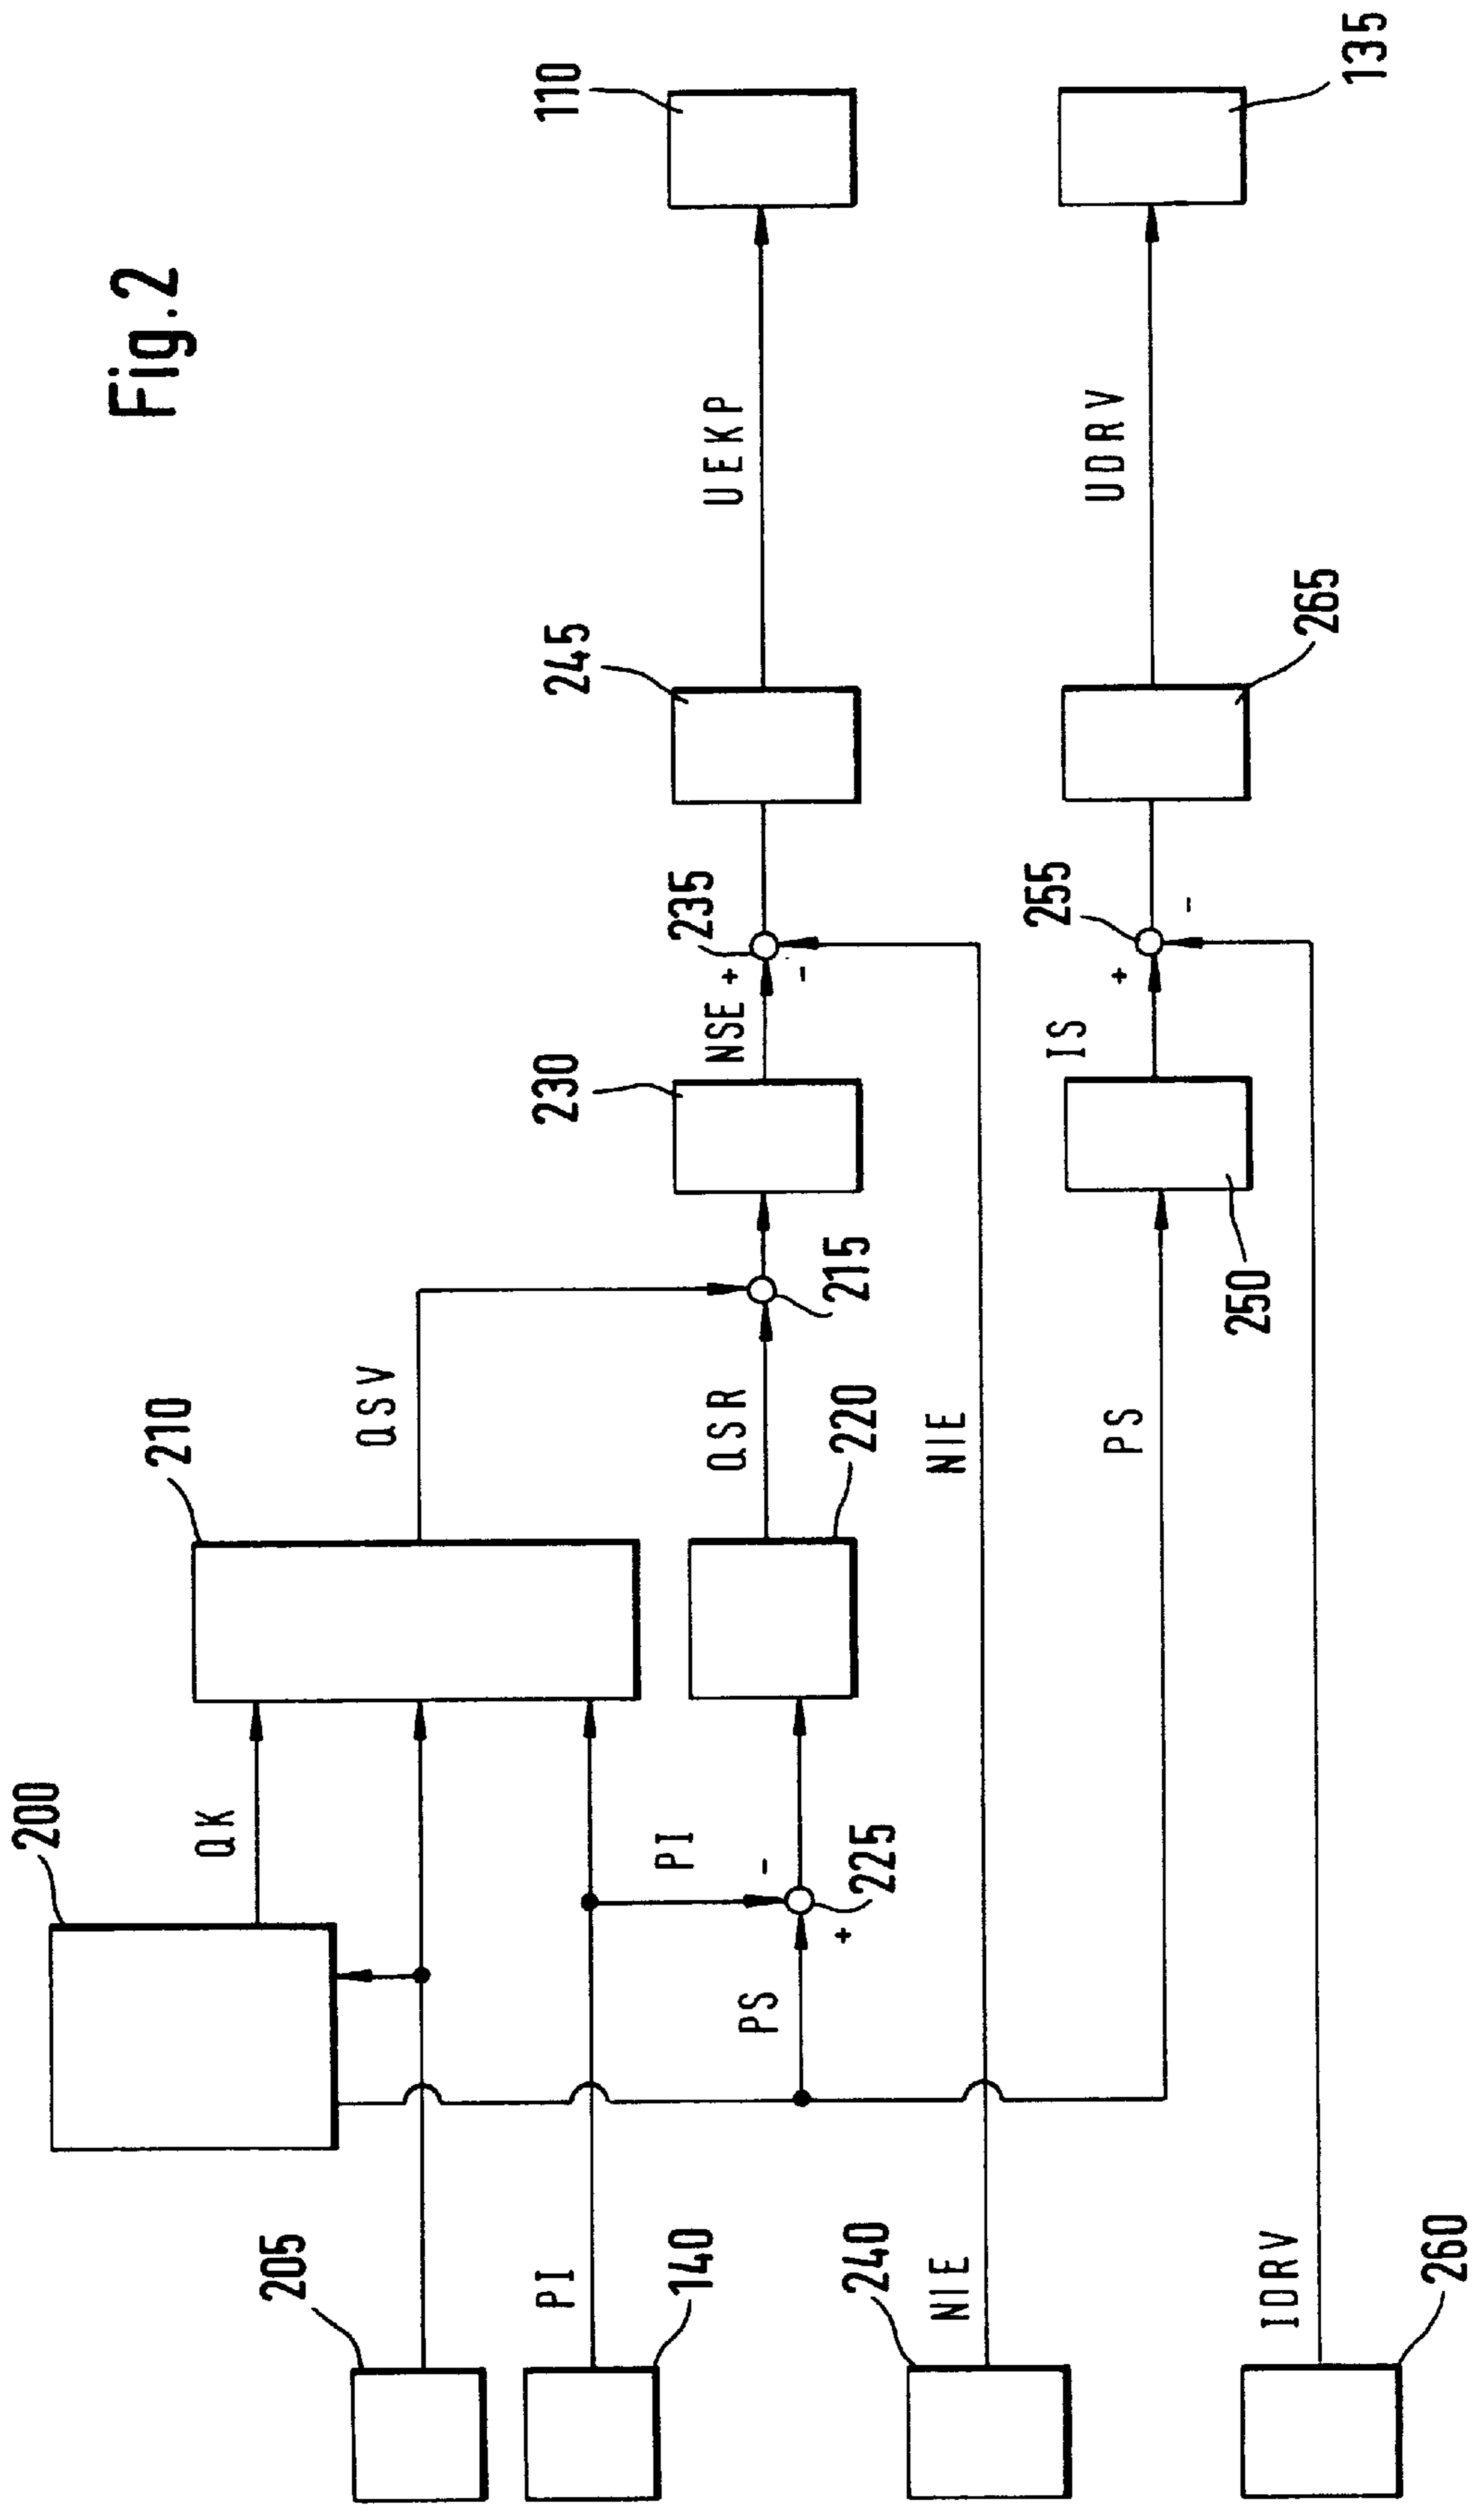 Fig.2
200
QK
210
QSV
205
PI
140
PI
-
PS
+
225
QSR
220
215
230
NSE
+
-
235
245
UEKP
110
NIE
240
NIE
PS
250
IS
+
-
255
265
UDRV
135
IDRV
260